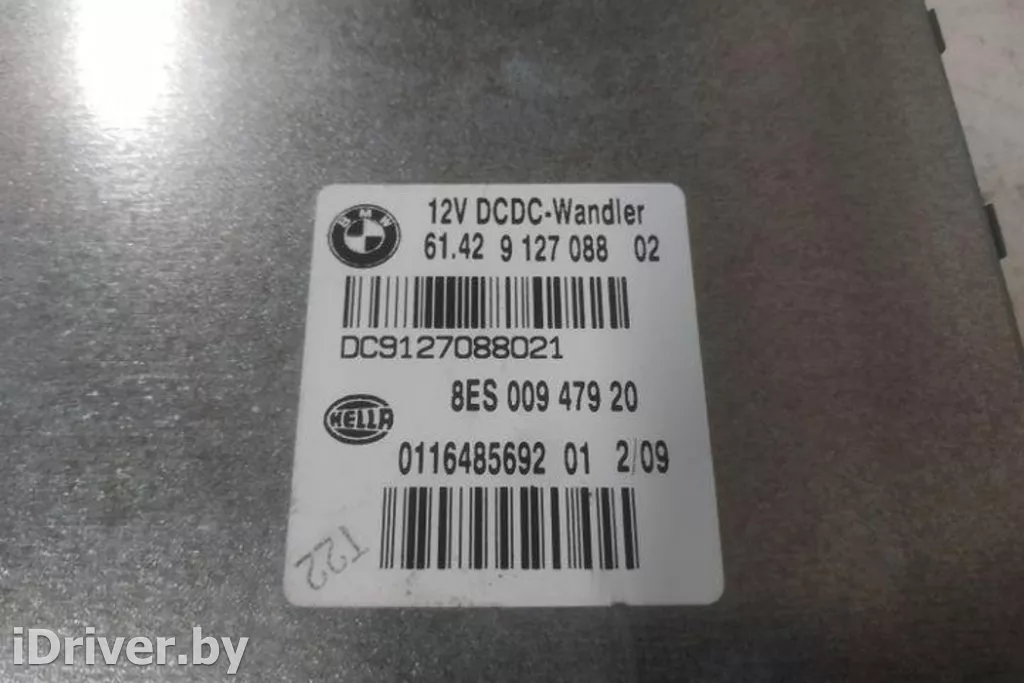 BMW
12V DCDC-Wandler
61.42 9 127 088 02
DC9127088021
8ES 009 479 20
HELLA
0116485692 01 2/09
T22
iDriver.by